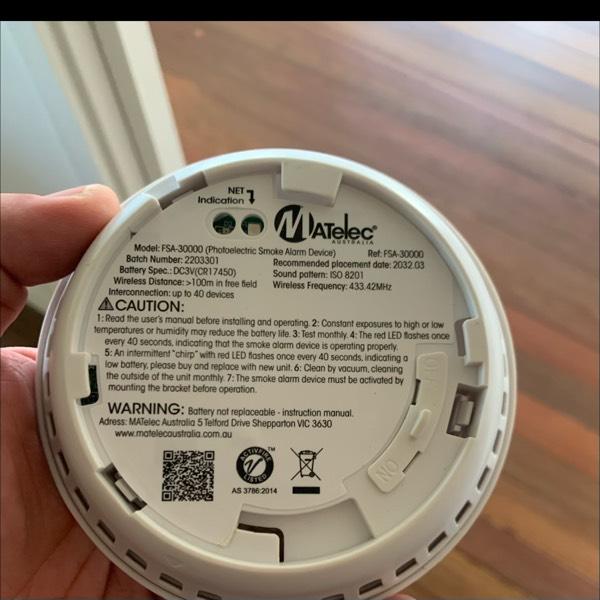 NET
Indication
MATelec®
AUSTRALIA
Model: FSA-30000 (Photoelectric Smoke Alarm Device) Ref: FSA-30000
Batch Number: 2203301 Recommended placement date: 2032.03
Battery Spec.: DC3V(CR17450) Sound pattern: ISO 8201
Wireless Distance: >100m in free field Wireless Frequency: 433.42MHz
Interconnection: up to 40 devices
CAUTION:
1: Read the user's manual before installing and operating. 2: Constant exposures to high or low
temperatures or humidity may reduce the battery life. 3: Test monthly. 4: The red LED flashes once
every 40 seconds, indicating that the smoke alarm device is operating properly.
5: An intermittent "chirp" with red LED flashes once every 40 seconds, indicating a
low battery, please buy and replace with new unit. 6: Clean by vacuum, cleaning
the outside of the unit monthly. 7: The smoke alarm device must be activated by
mounting the bracket before operation.
WARNING: Battery not replaceable - instruction manual.
Adress: MATelec Australia 5 Telford Drive Shepparton VIC 3630
www.matelecaustralia.com.au
ACTIVFIRE
LISTED
AS 3786:2014
ON